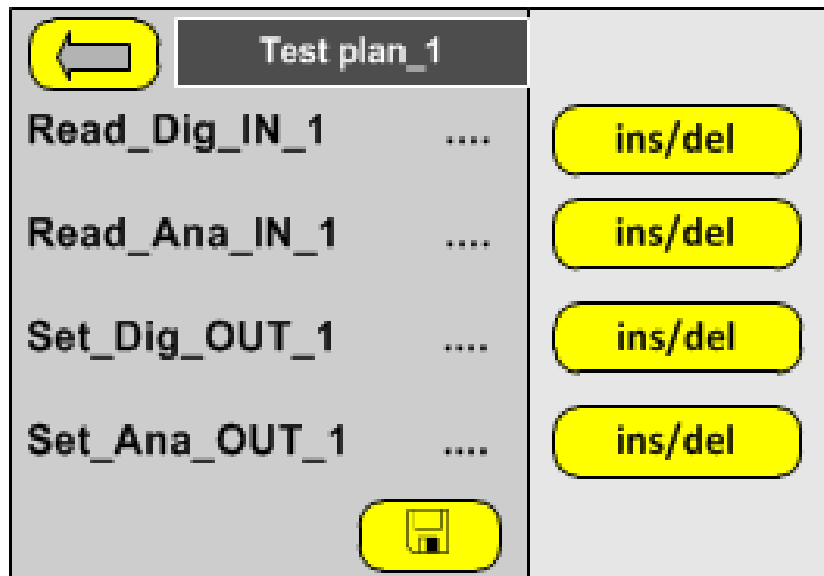 Test plan_1
Read_Dig_IN_1 .... ins/del
Read_Ana_IN_1 .... ins/del
Set_Dig_OUT_1 .... ins/del
Set_Ana_OUT_1 .... ins/del